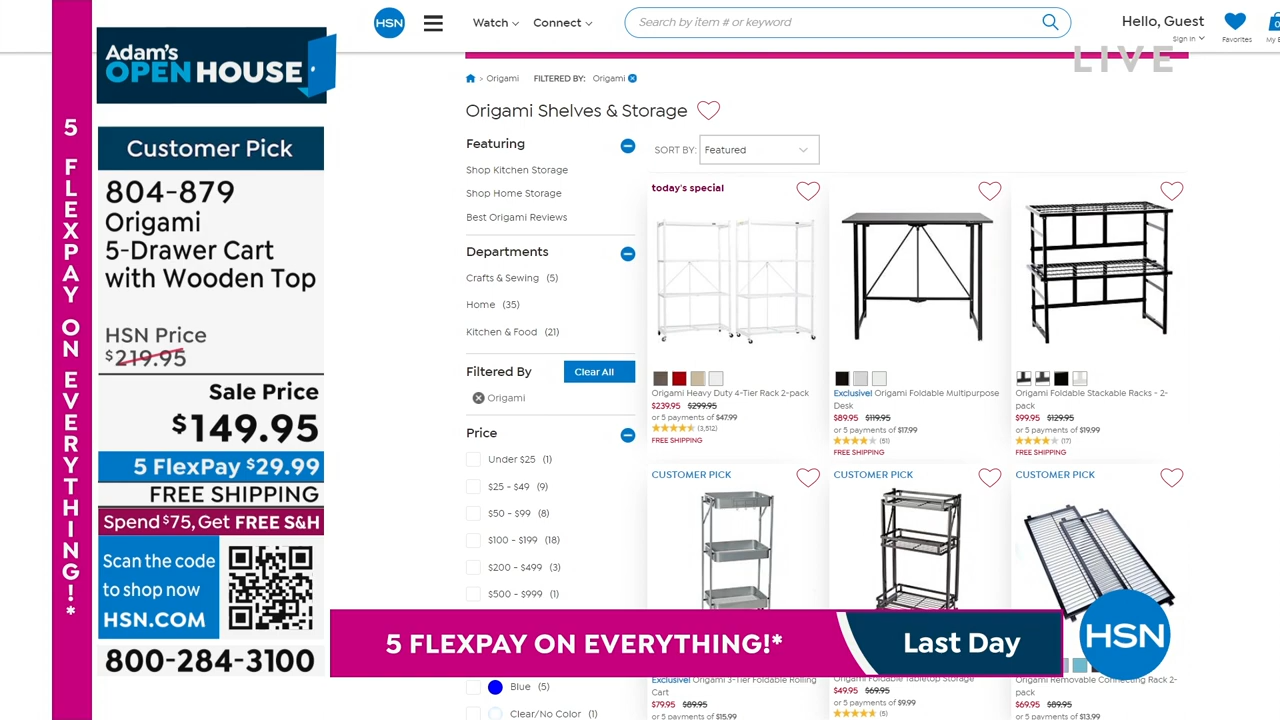 5 FLEXPAY ON EVERYTHING!*
Adam's
OPEN HOUSE
Customer Pick
804-879
Origami
5-Drawer Cart
with Wooden Top
HSN Price
$219.95
Sale Price
$149.95
5 FlexPay $29.99
FREE SHIPPING
Spend $75, Get FREE S&H
Scan the code
to shop now
HSN.COM
800-284-3100
HSN
Watch
Connect
Search by item # or keyword
Hello, Guest
Sign In
Favorites
LIVE
> Origami
FILTERED BY: Origami
Origami Shelves & Storage
Featuring
Shop Kitchen Storage
Shop Home Storage
Best Origami Reviews
Departments
Crafts & Sewing (5)
Home (35)
Kitchen & Food (21)
Filtered By
Clear All
Origami
Price
Under $25 (1)
$25 - $49 (9)
$50 - $99 (8)
$100 - $199 (18)
$200 - $499 (3)
$500 - $999 (1)
Blue (5)
Clear/No Color (1)
SORT BY: Featured
today's special
Origami Heavy Duty 4-Tier Rack 2-pack
$239.95 $299.95
or 5 payments of $47.99
(3,512)
FREE SHIPPING
Exclusive! Origami Foldable Multipurpose
Desk
$89.95 $119.95
or 5 payments of $17.99
(51)
FREE SHIPPING
Origami Foldable Stackable Racks - 2-
pack
$99.95 $129.95
or 5 payments of $19.99
(17)
FREE SHIPPING
CUSTOMER PICK
Exclusive! Origami 3-Tier Foldable Rolling
Cart
$79.95 $89.95
or 5 payments of $15.99
CUSTOMER PICK
Origami Foldable Tabletop Storage
$49.95 $69.95
or 5 payments of $9.99
(5)
CUSTOMER PICK
Origami Removable Connecting Rack 2-
pack
$69.95 $89.95
or 5 payments of $13.99
5 FLEXPAY ON EVERYTHING!*
Last Day
HSN